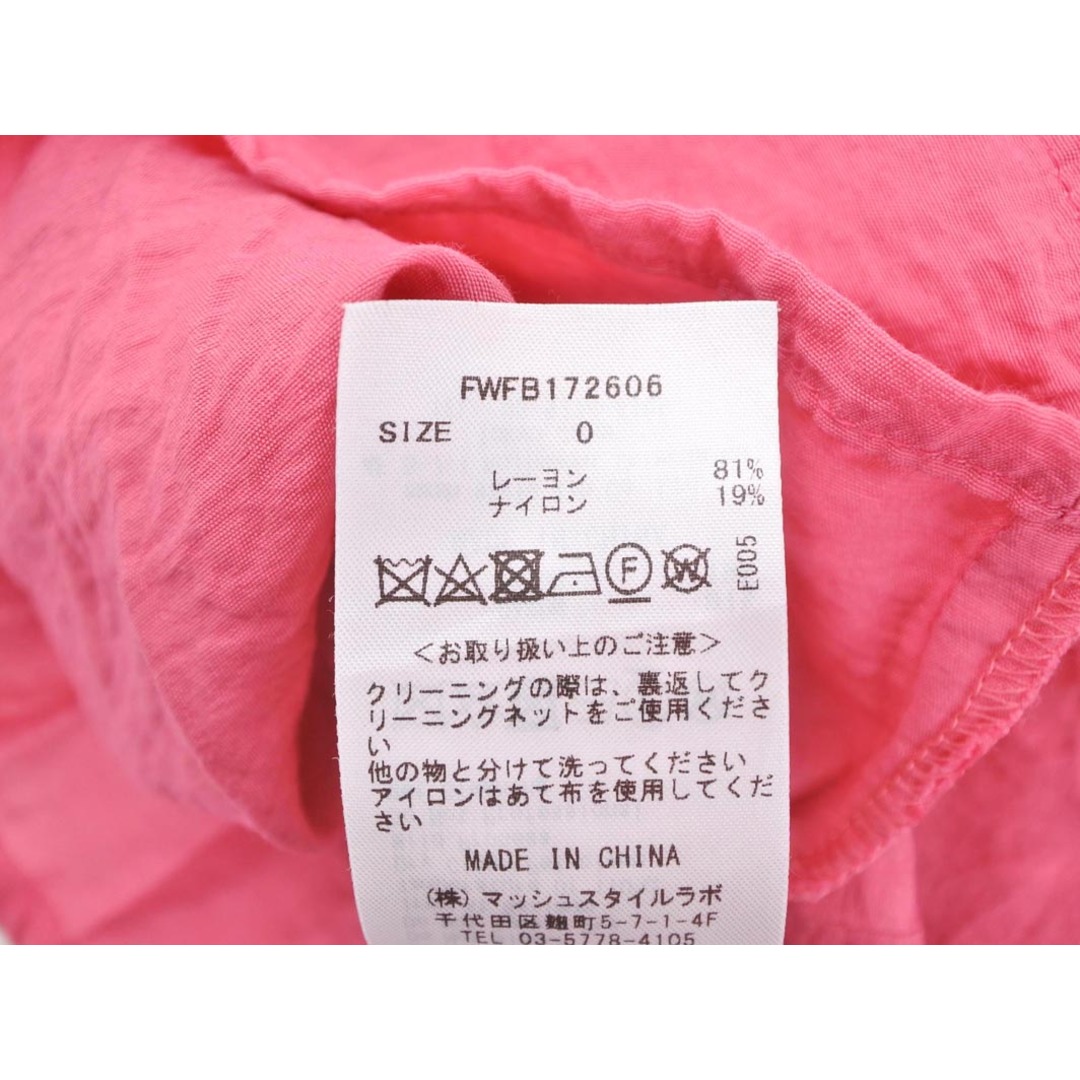 FWFB172606
SIZE 0
レーヨン 81%
ナイロン 19%
E005
F
W
<お取り扱い上のご注意>
クリーニングの際は、裏返してク
リーニングネットをご使用くださ
い
他の物と分けて洗ってください
アイロンはあて布を使用してくだ
さい
MADE IN CHINA
(株)マッシュスタイルラボ
千代田区麹町5-7-1-4F
TEL 03-5778-4105